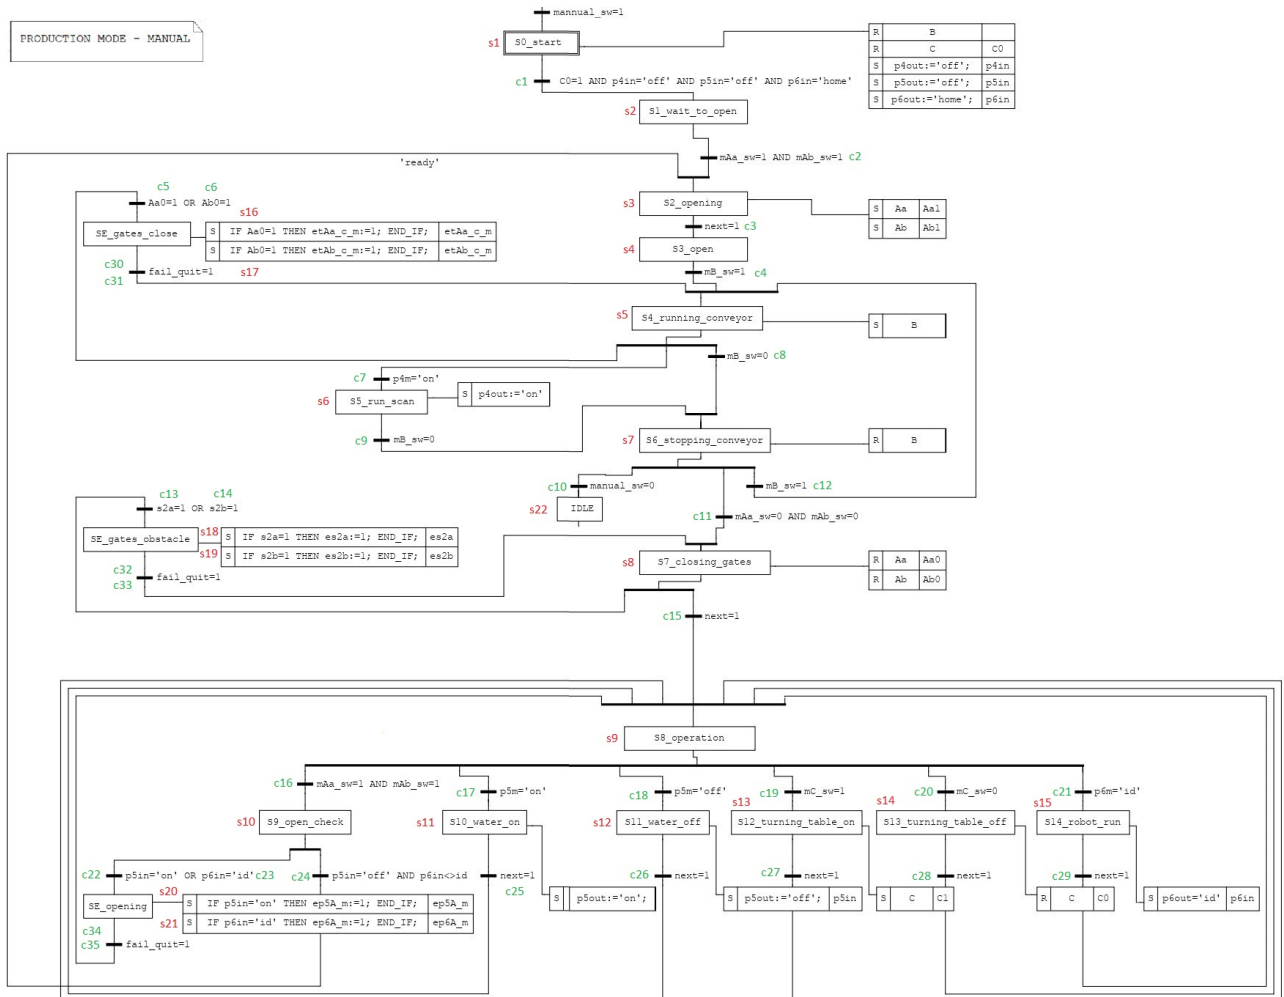 mannual_sw=1
PRODUCTION MODE - MANUAL
s1 S0_start
R B
R C C0
S p4out:='off'; p4in
S p5out:='off'; p5in
S p6out:='home'; p6in
c1 C0=1 AND p4in='off' AND p5in='off' AND p6in='home'
s2 S1_wait_to_open
'ready'
mAa_sw=1 AND mAb_sw=1 c2
c5 c6
Aa0=1 OR Ab0=1
s3 S2_opening
S Aa Aa1
S Ab Ab1
s16
next=1 c3
SE_gates_close
S IF Aa0=1 THEN etAa_c_m:=1; END_IF; etAa_c_m
S IF Ab0=1 THEN etAb_c_m:=1; END_IF; etAb_c_m
s4 S3_open
c30
c31
fail_quit=1 s17
mB_sw=1 c4
s5 S4_running_conveyor
S B
mB_sw=0 c8
c7 p4m='on'
s6 S5_run_scan
S p4out:='on'
c9 mB_sw=0
s7 S6_stopping_conveyor
R B
c10 manual_sw=0
mB_sw=1 c12
c13 c14
s2a=1 OR s2b=1
s22 IDLE
c11 mAa_sw=0 AND mAb_sw=0
SE_gates_obstacle
s18 S IF s2a=1 THEN es2a:=1; END_IF; es2a
s19 S IF s2b=1 THEN es2b:=1; END_IF; es2b
s8 S7_closing_gates
R Aa Aa0
R Ab Ab0
c32
c33
fail_quit=1
c15 next=1
s9 S8_operation
c16 mAa_sw=1 AND mAb_sw=1
c17 p5m='on'
c18 p5m='off'
c19 mC_sw=1
c20 mC_sw=0
c21 p6m='id'
s10 S9_open_check
s11 S10_water_on
s12 S11_water_off
s13 S12_turning_table_on
s14 S13_turning_table_off
s15 S14_robot_run
c22 p5in='on' OR p6in='id' c23
c24 p5in='off' AND p6in<>id
next=1
c25
c26 next=1
c27 next=1
c28 next=1
c29 next=1
SE_opening
s20 S IF p5in='on' THEN ep5A_m:=1; END_IF; ep5A_m
s21 S IF p6in='id' THEN ep6A_m:=1; END_IF; ep6A_m
S p5out:='on';
S p5out:='off'; p5in
S C C1
R C C0
S p6out='id' p6in
c34
c35
fail_quit=1